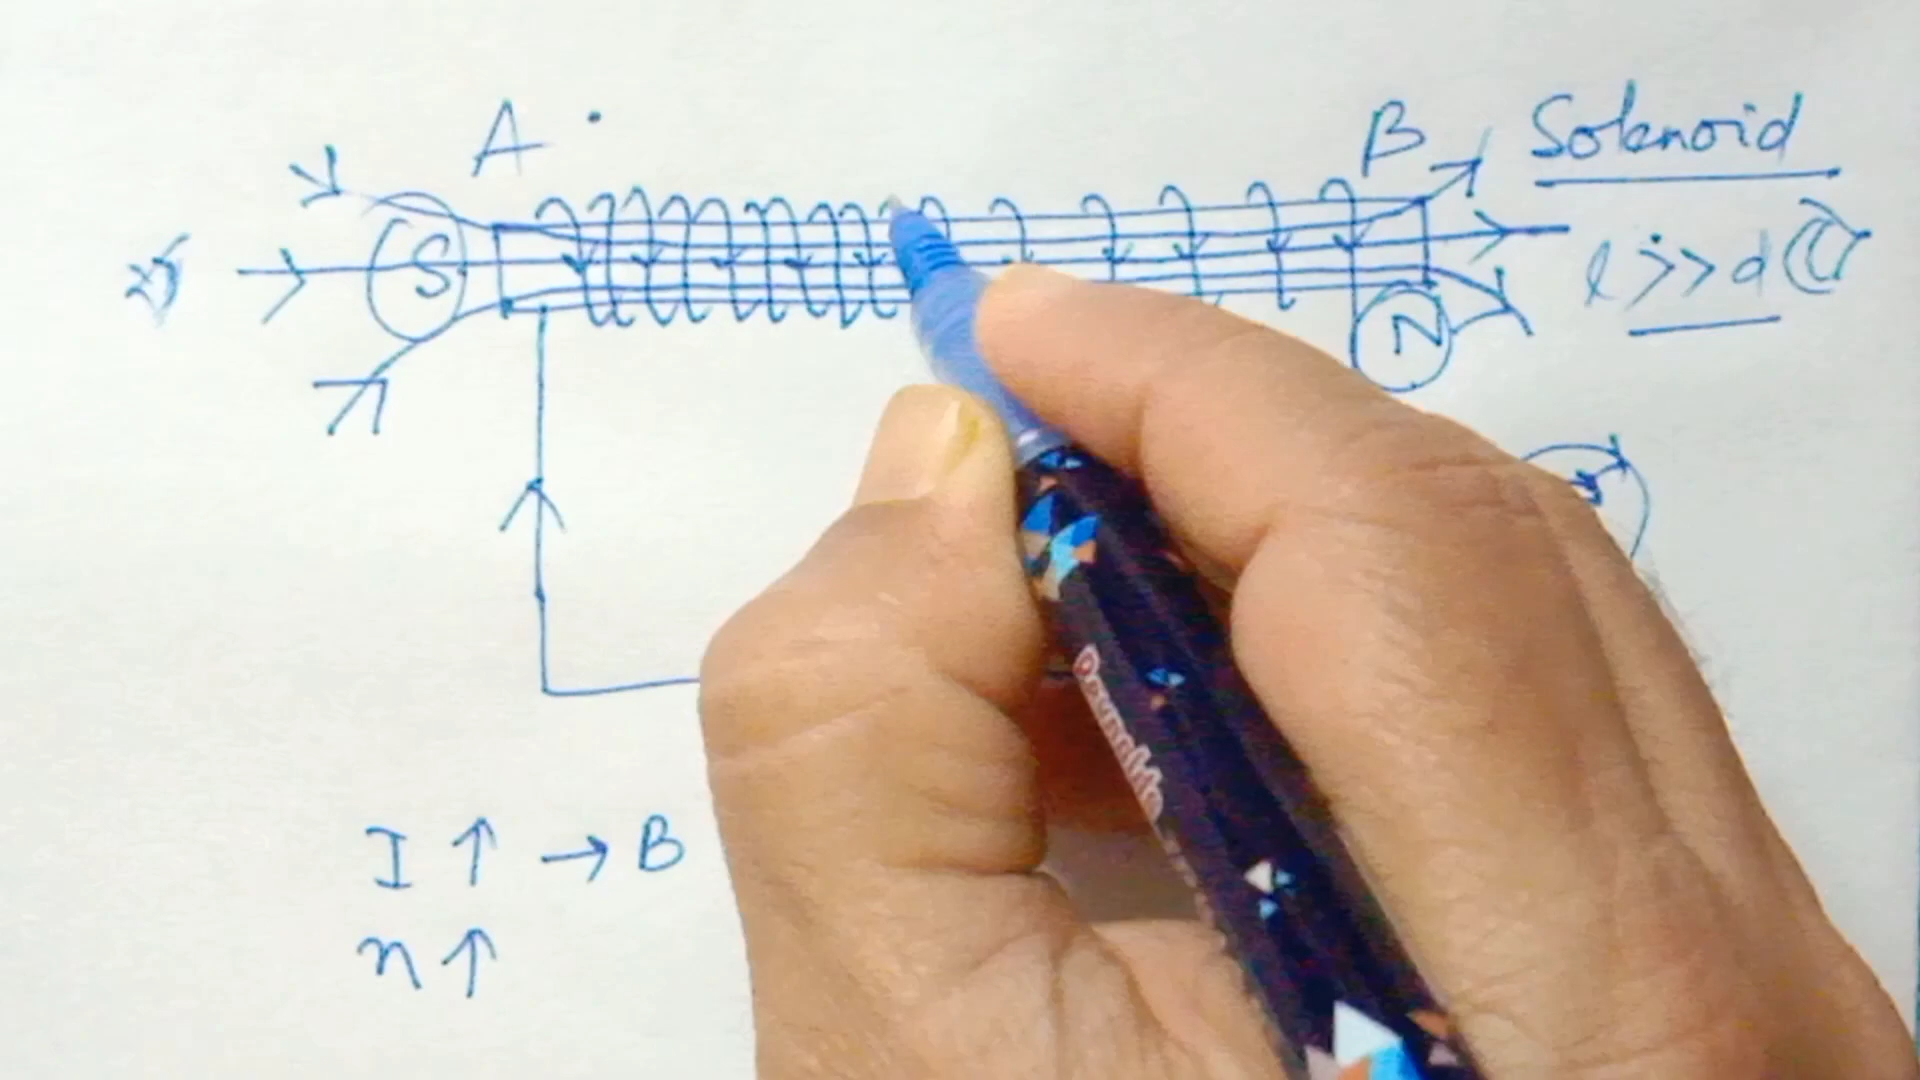 A B Solenoid
S l >> d
N
I ↑ → B
n ↑